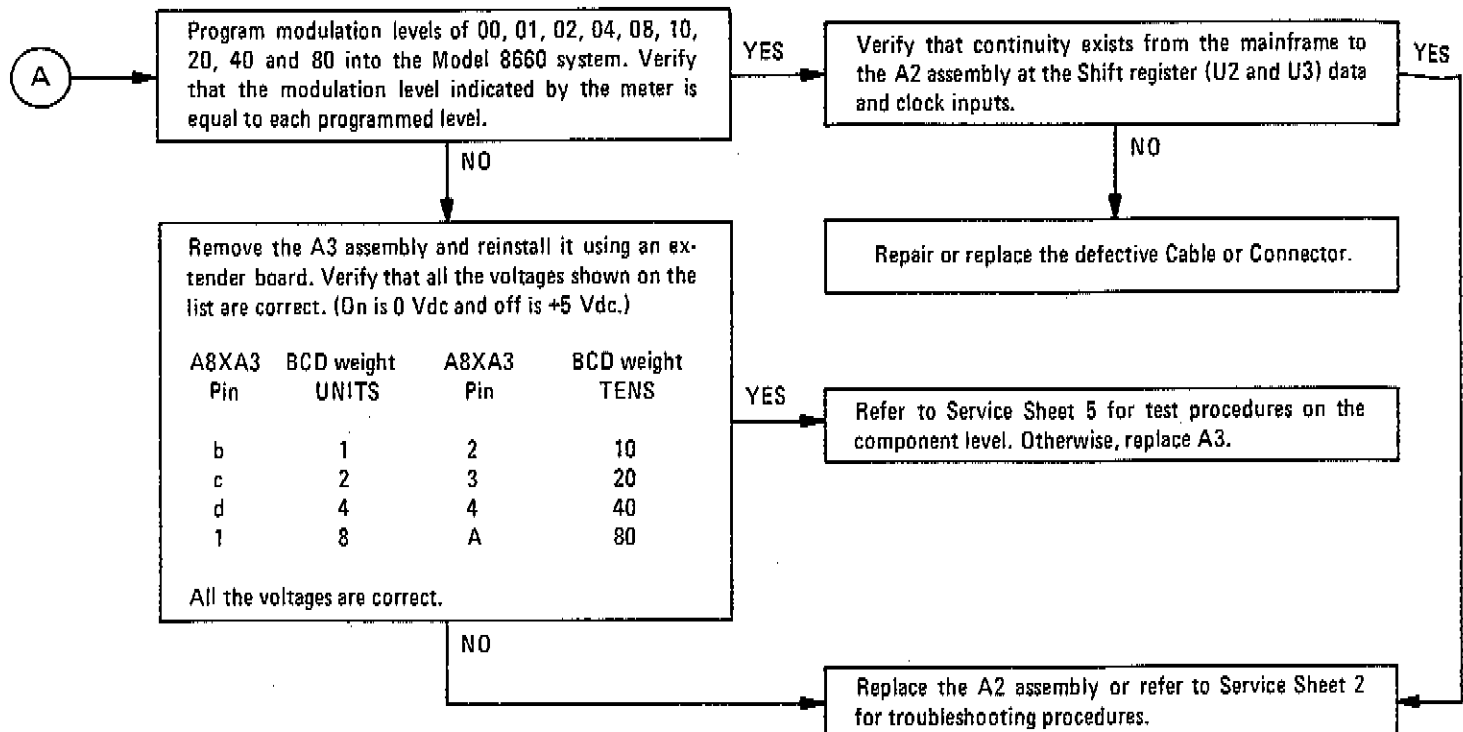 A
Program modulation levels of 00, 01, 02, 04, 08, 10,
20, 40 and 80 into the Model 8660 system. Verify
that the modulation level indicated by the meter is
equal to each programmed level.
YES
Verify that continuity exists from the mainframe to
the A2 assembly at the Shift register (U2 and U3) data
and clock inputs.
YES
NO
NO
Repair or replace the defective Cable or Connector.
Remove the A3 assembly and reinstall it using an ex-
tender board. Verify that all the voltages shown on the
list are correct. (On is 0 Vdc and off is +5 Vdc.)
A8XA3 BCD weight A8XA3 BCD weight
Pin UNITS Pin TENS
b 1 2 10
c 2 3 20
d 4 4 40
1 8 A 80
All the voltages are correct.
YES
Refer to Service Sheet 5 for test procedures on the
component level. Otherwise, replace A3.
NO
Replace the A2 assembly or refer to Service Sheet 2
for troubleshooting procedures.